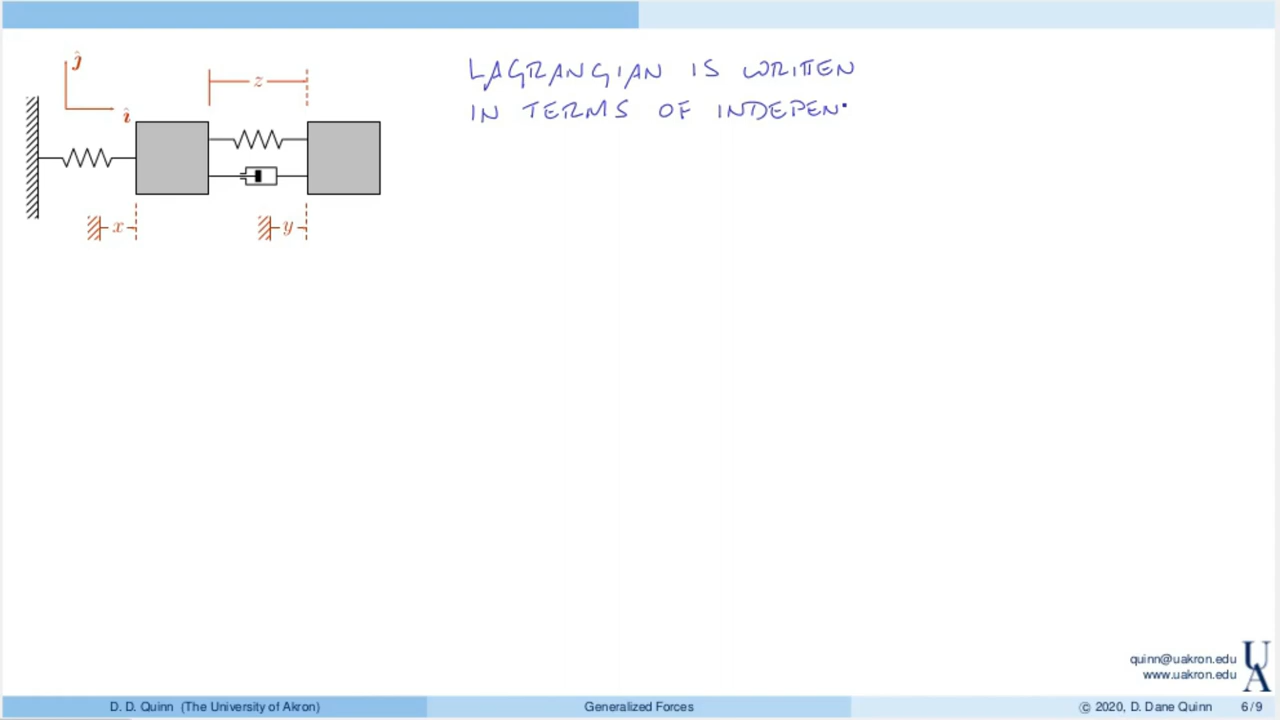 ĵ
z
LAGRANGIAN IS WRITTEN
IN TERMS OF INDEPEN
î
x
y
quinn@uakron.edu
www.uakron.edu
UA
D. D. Quinn (The University of Akron)
Generalized Forces
© 2020, D. Dane Quinn
6/9